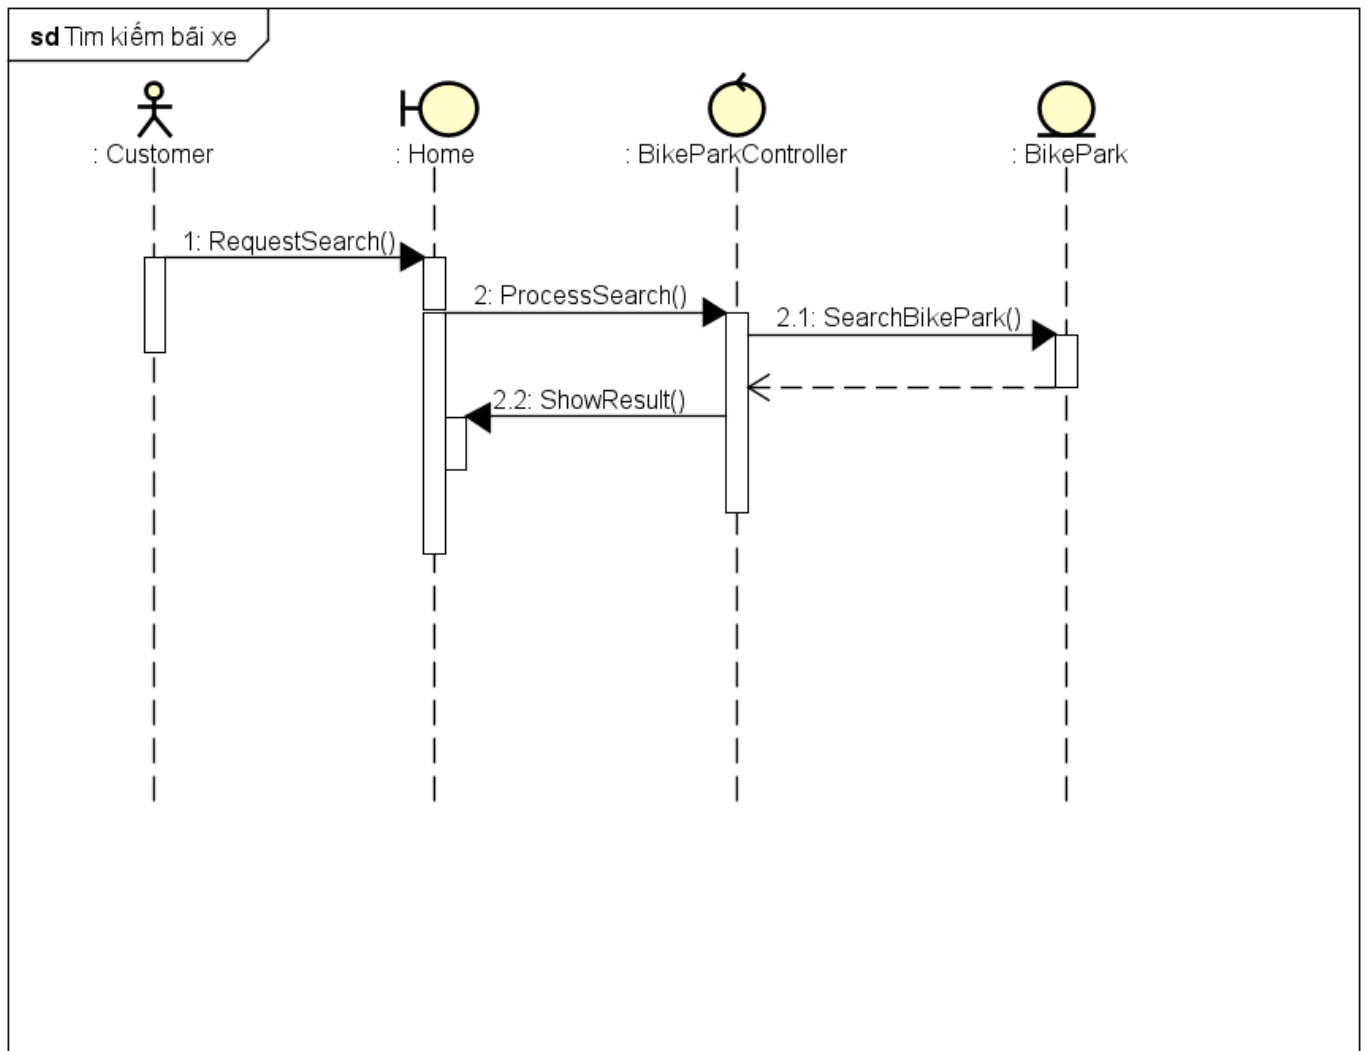 sd Tìm kiếm bãi xe
: Customer
: Home
: BikeParkController
: BikePark
1: RequestSearch()
2: ProcessSearch()
2.1: SearchBikePark()
2.2: ShowResult()